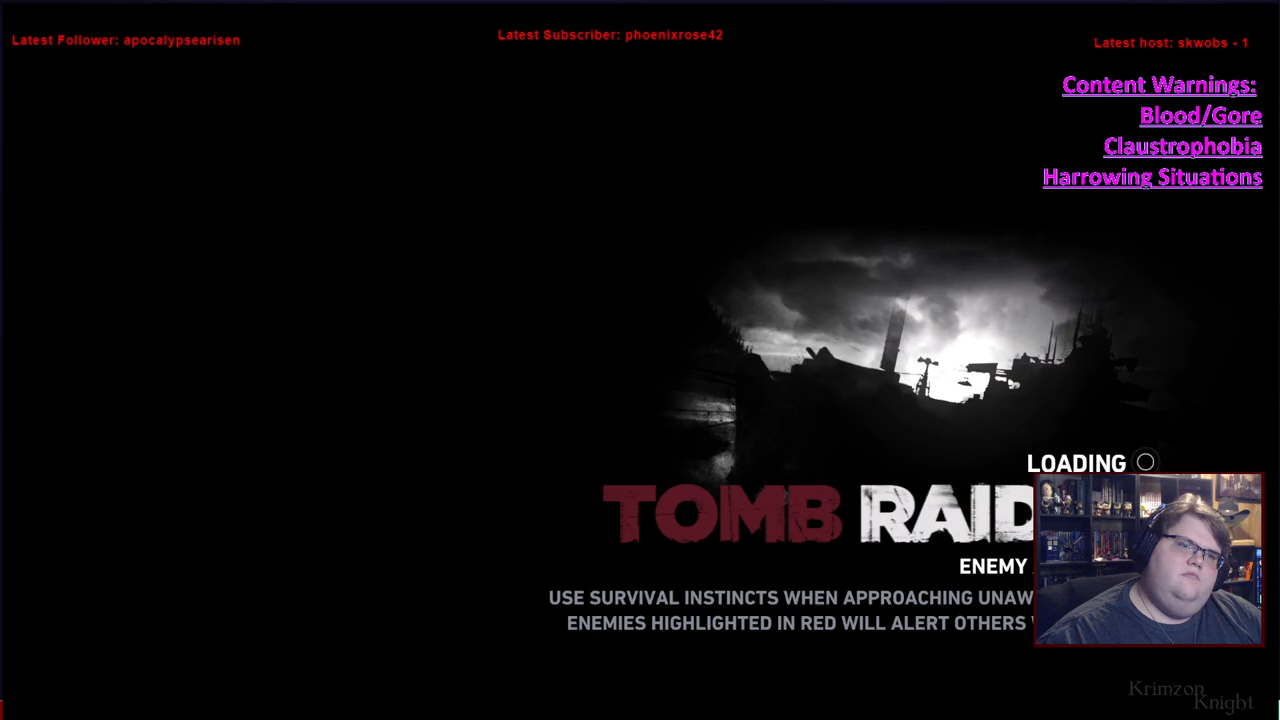 Latest Follower: apocalypsearisen
Latest Subscriber: phoenixrose42
Latest host: skwobs - 1
Content Warnings:
Blood/Gore
Claustrophobia
Harrowing Situations
LOADING
TOMB RAID
ENEMY
USE SURVIVAL INSTINCTS WHEN APPROACHING UNAW
ENEMIES HIGHLIGHTED IN RED WILL ALERT OTHERS
Krimzon
Knight